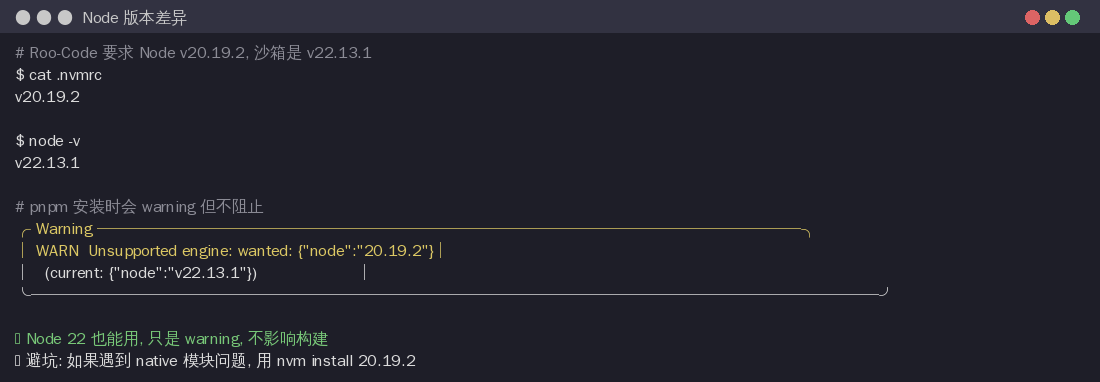 Node 版本差异
# Roo-Code 要求 Node v20.19.2, 沙箱是 v22.13.1
$ cat .nvmrc
v20.19.2
$ node -v
v22.13.1
# pnpm 安装时会 warning 但不阻止
Warning
WARN  Unsupported engine: wanted: {"node":"20.19.2"}
(current: {"node":"v22.13.1"})
Node 22 也能用, 只是 warning, 不影响构建
避坑: 如果遇到 native 模块问题, 用 nvm install 20.19.2